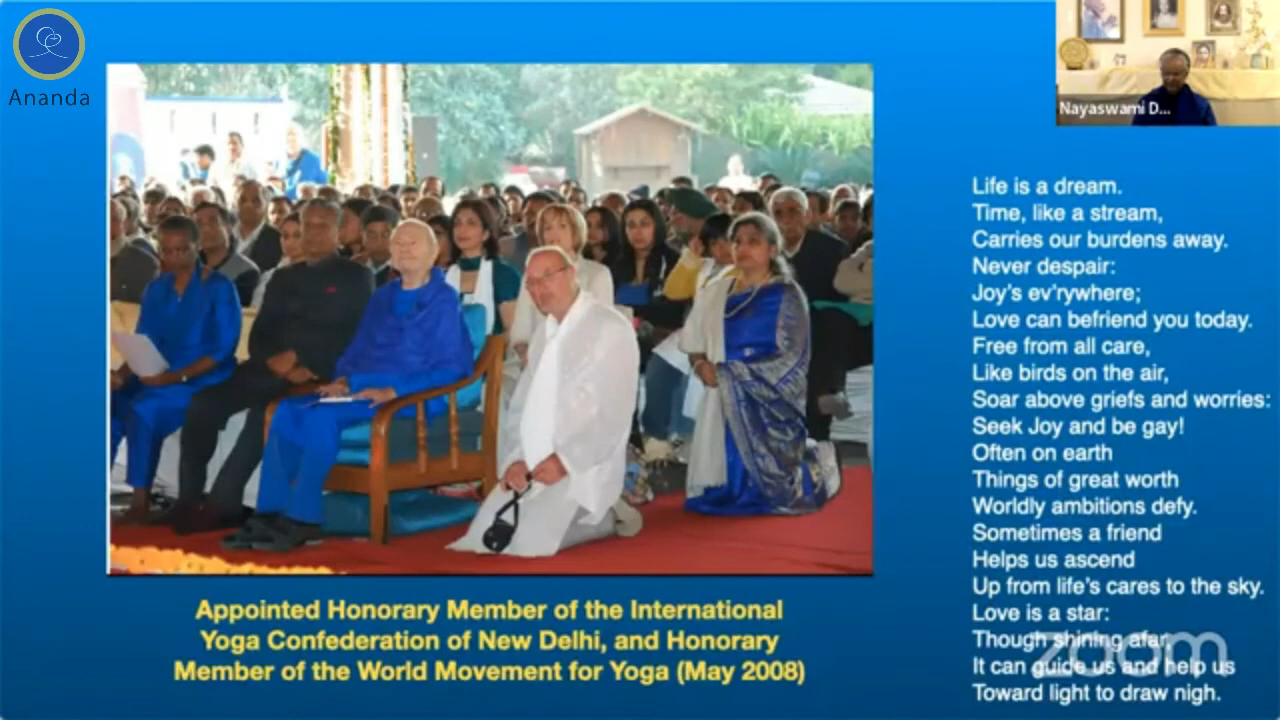 Ananda
Nayaswami D...
Life is a dream.
Time, like a stream,
Carries our burdens away.
Never despair:
Joy's ev'rywhere;
Love can befriend you today.
Free from all care,
Like birds on the air,
Soar above griefs and worries:
Seek Joy and be gay!
Often on earth
Things of great worth
Worldly ambitions defy.
Sometimes a friend
Helps us ascend
Up from life's cares to the sky.
Love is a star:
Though shining afar,
It can guide us and help us
Toward light to draw nigh.
zoom
Appointed Honorary Member of the International
Yoga Confederation of New Delhi, and Honorary
Member of the World Movement for Yoga (May 2008)